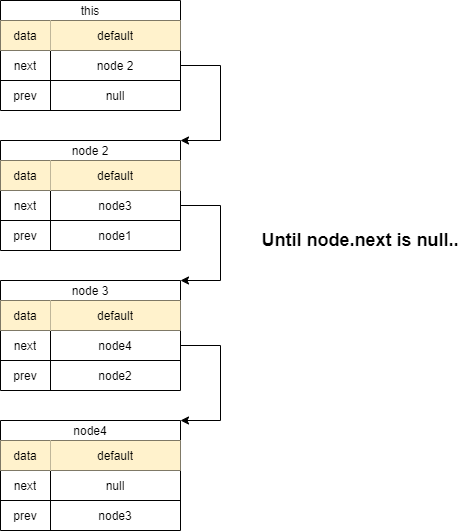 this
data default
next node 2
prev null
node 2
data default
next node3
prev node1
Until node.next is null..
node 3
data default
next node4
prev node2
node4
data default
next null
prev node3